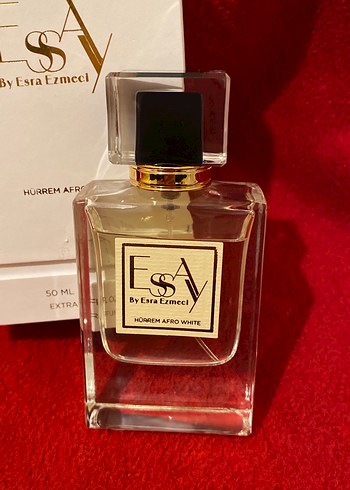 ESSAy
By Esra Ezmeci
HÜRREM AFRO
50 ML
EXTRA
ESSAy
By Esra Ezmeci
HÜRREM AFRO WHITE